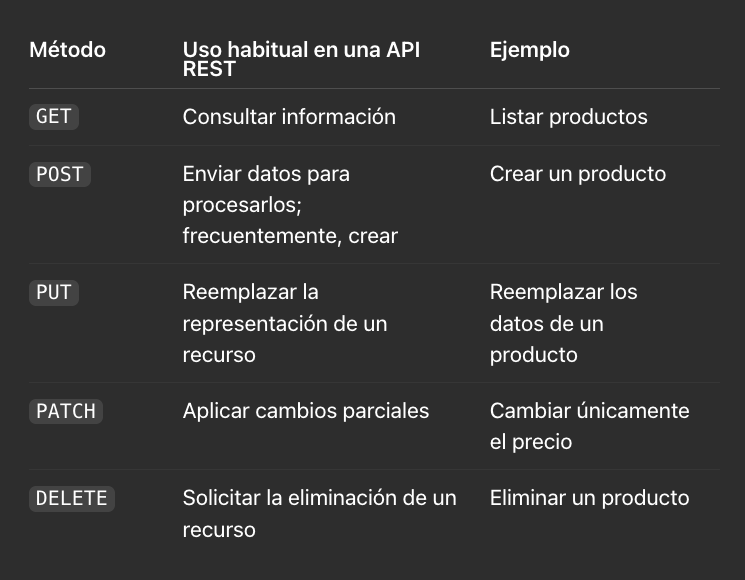 Método Uso habitual en una API Ejemplo
REST
GET Consultar información Listar productos
POST Enviar datos para Crear un producto
procesarlos;
frecuentemente, crear
PUT Reemplazar la Reemplazar los
representación de un datos de un
recurso producto
PATCH Aplicar cambios parciales Cambiar únicamente
el precio
DELETE Solicitar la eliminación de un Eliminar un producto
recurso